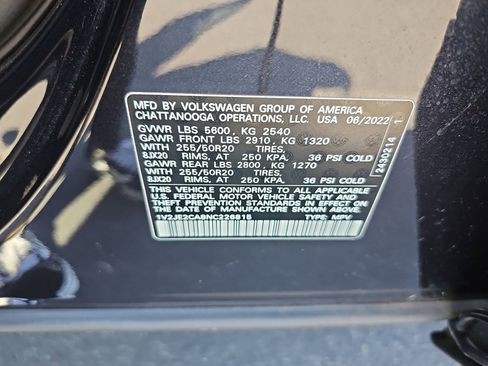 MFD BY VOLKSWAGEN GROUP OF AMERICA
CHATTANOOGA OPERATIONS, LLC. USA 06/2022
GVWR LBS 5600, KG 2540
GAWR FRONT LBS 2910, KG 1320
WITH 255/50R20 TIRES,
8JX20 RIMS, AT 250 KPA, 36 PSI COLD
GAWR REAR LBS 2800, KG 1270
WITH 255/50R20 TIRES,
8JX20 RIMS, AT 250 KPA, 36 PSI COLD
THIS VEHICLE CONFORMS TO ALL APPLICABLE
U.S. FEDERAL MOTOR VEHICLE SAFETY AND
THEFT PREVENTION STANDARDS IN EFFECT ON
THE DATE OF MANUFACTURE SHOWN ABOVE.
1V2JE2CA8NC226815 TYPE: MPV
2430214